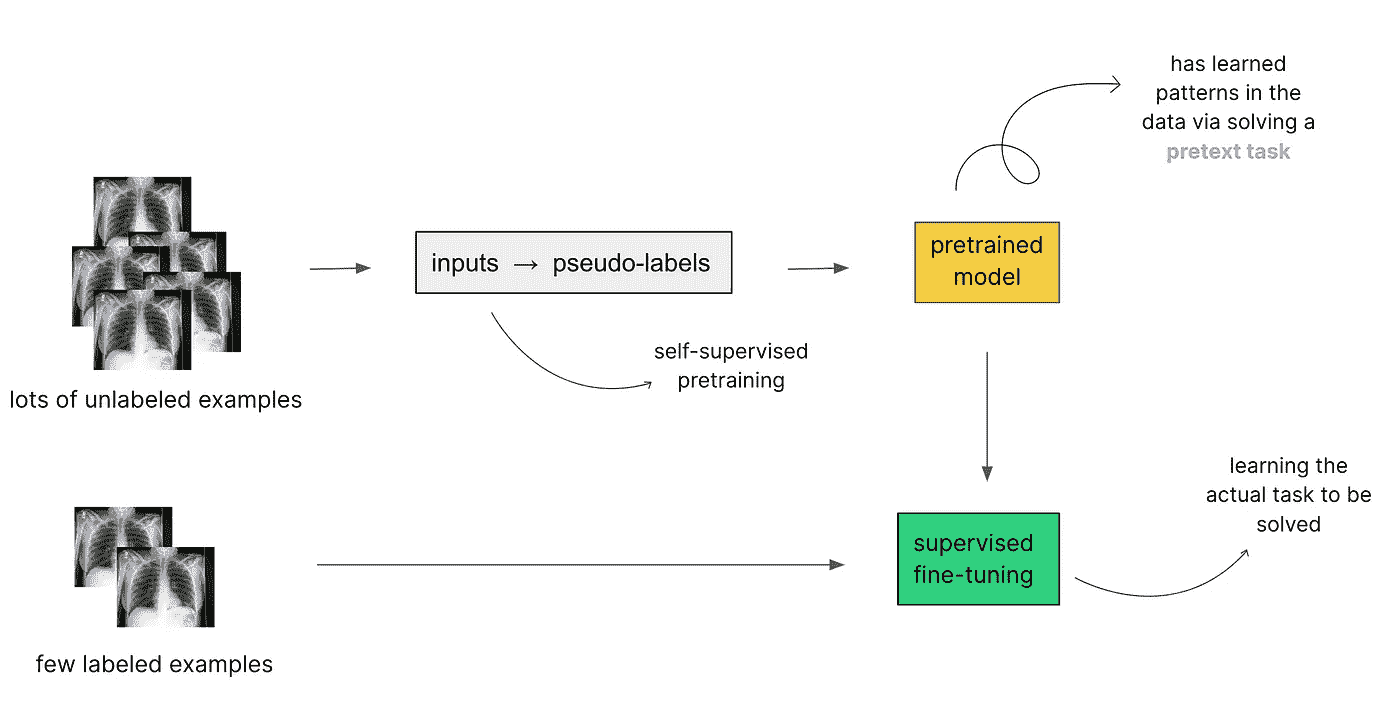 has learned
patterns in the
data via solving a
pretext task
inputs → pseudo-labels
pretrained
model
self-supervised
pretraining
lots of unlabeled examples
learning the
actual task to be
solved
supervised
fine-tuning
few labeled examples